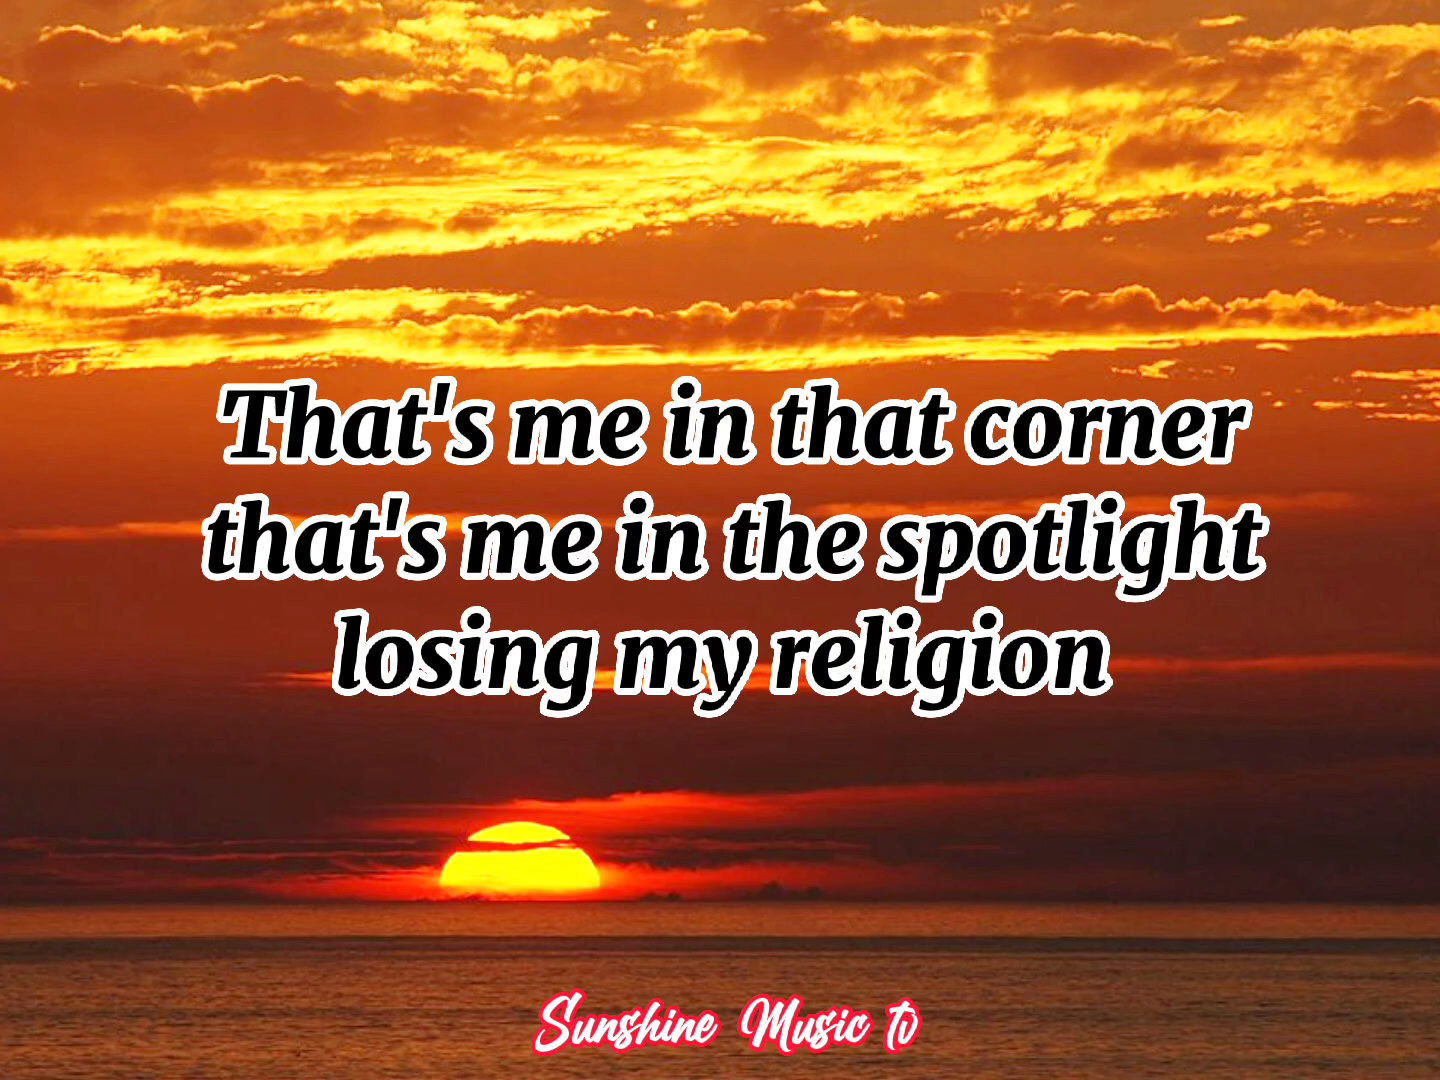 That's me in that corner
that's me in the spotlight
losing my religion
Sunshine Music tv